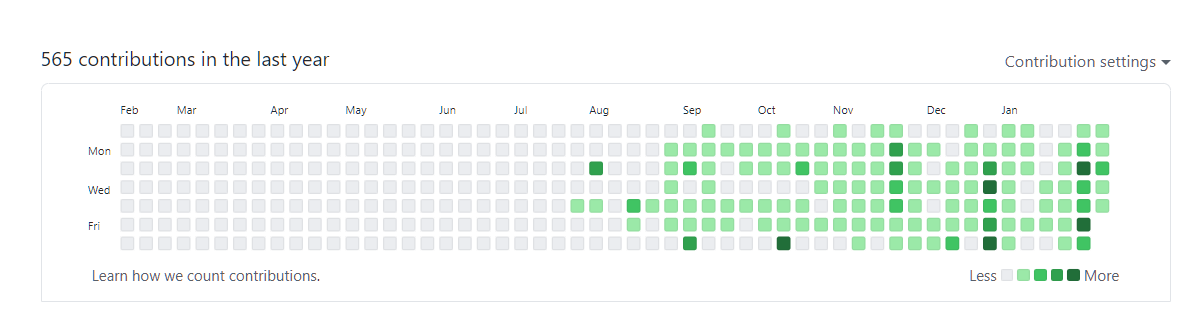 565 contributions in the last year
Contribution settings
Feb Mar Apr May Jun Jul Aug Sep Oct Nov Dec Jan
Mon
Wed
Fri
Learn how we count contributions.
Less More